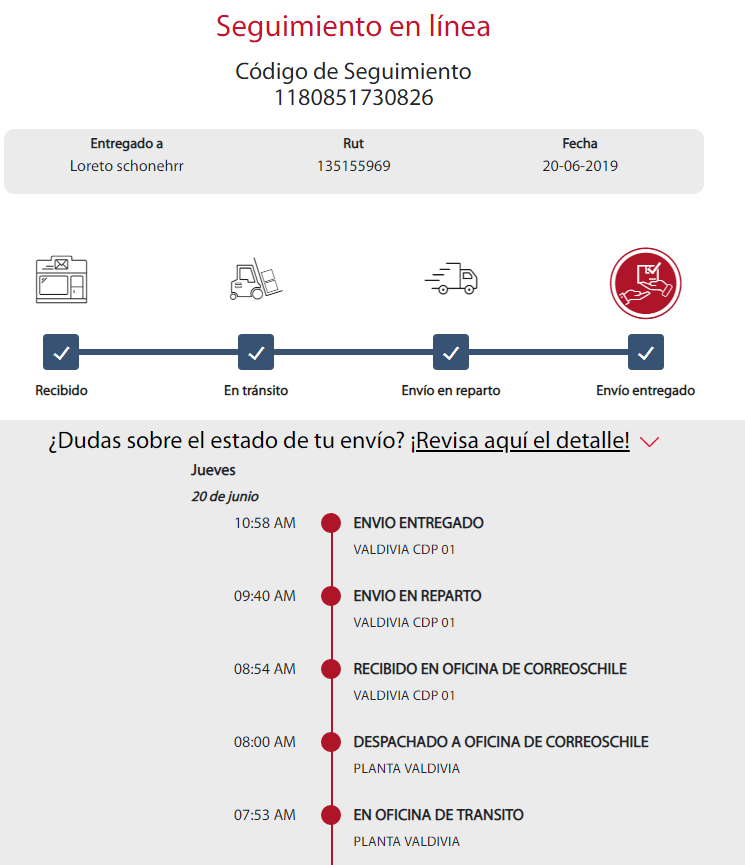 Seguimiento en línea
Código de Seguimiento
1180851730826
Entregado a Rut Fecha
Loreto schonehrr 135155969 20-06-2019
Recibido En tránsito Envío en reparto Envío entregado
¿Dudas sobre el estado de tu envío? ¡Revisa aquí el detalle!
Jueves
20 de junio
10:58 AM ENVIO ENTREGADO
VALDIVIA CDP 01
09:40 AM ENVIO EN REPARTO
VALDIVIA CDP 01
08:54 AM RECIBIDO EN OFICINA DE CORREOSCHILE
VALDIVIA CDP 01
08:00 AM DESPACHADO A OFICINA DE CORREOSCHILE
PLANTA VALDIVIA
07:53 AM EN OFICINA DE TRANSITO
PLANTA VALDIVIA